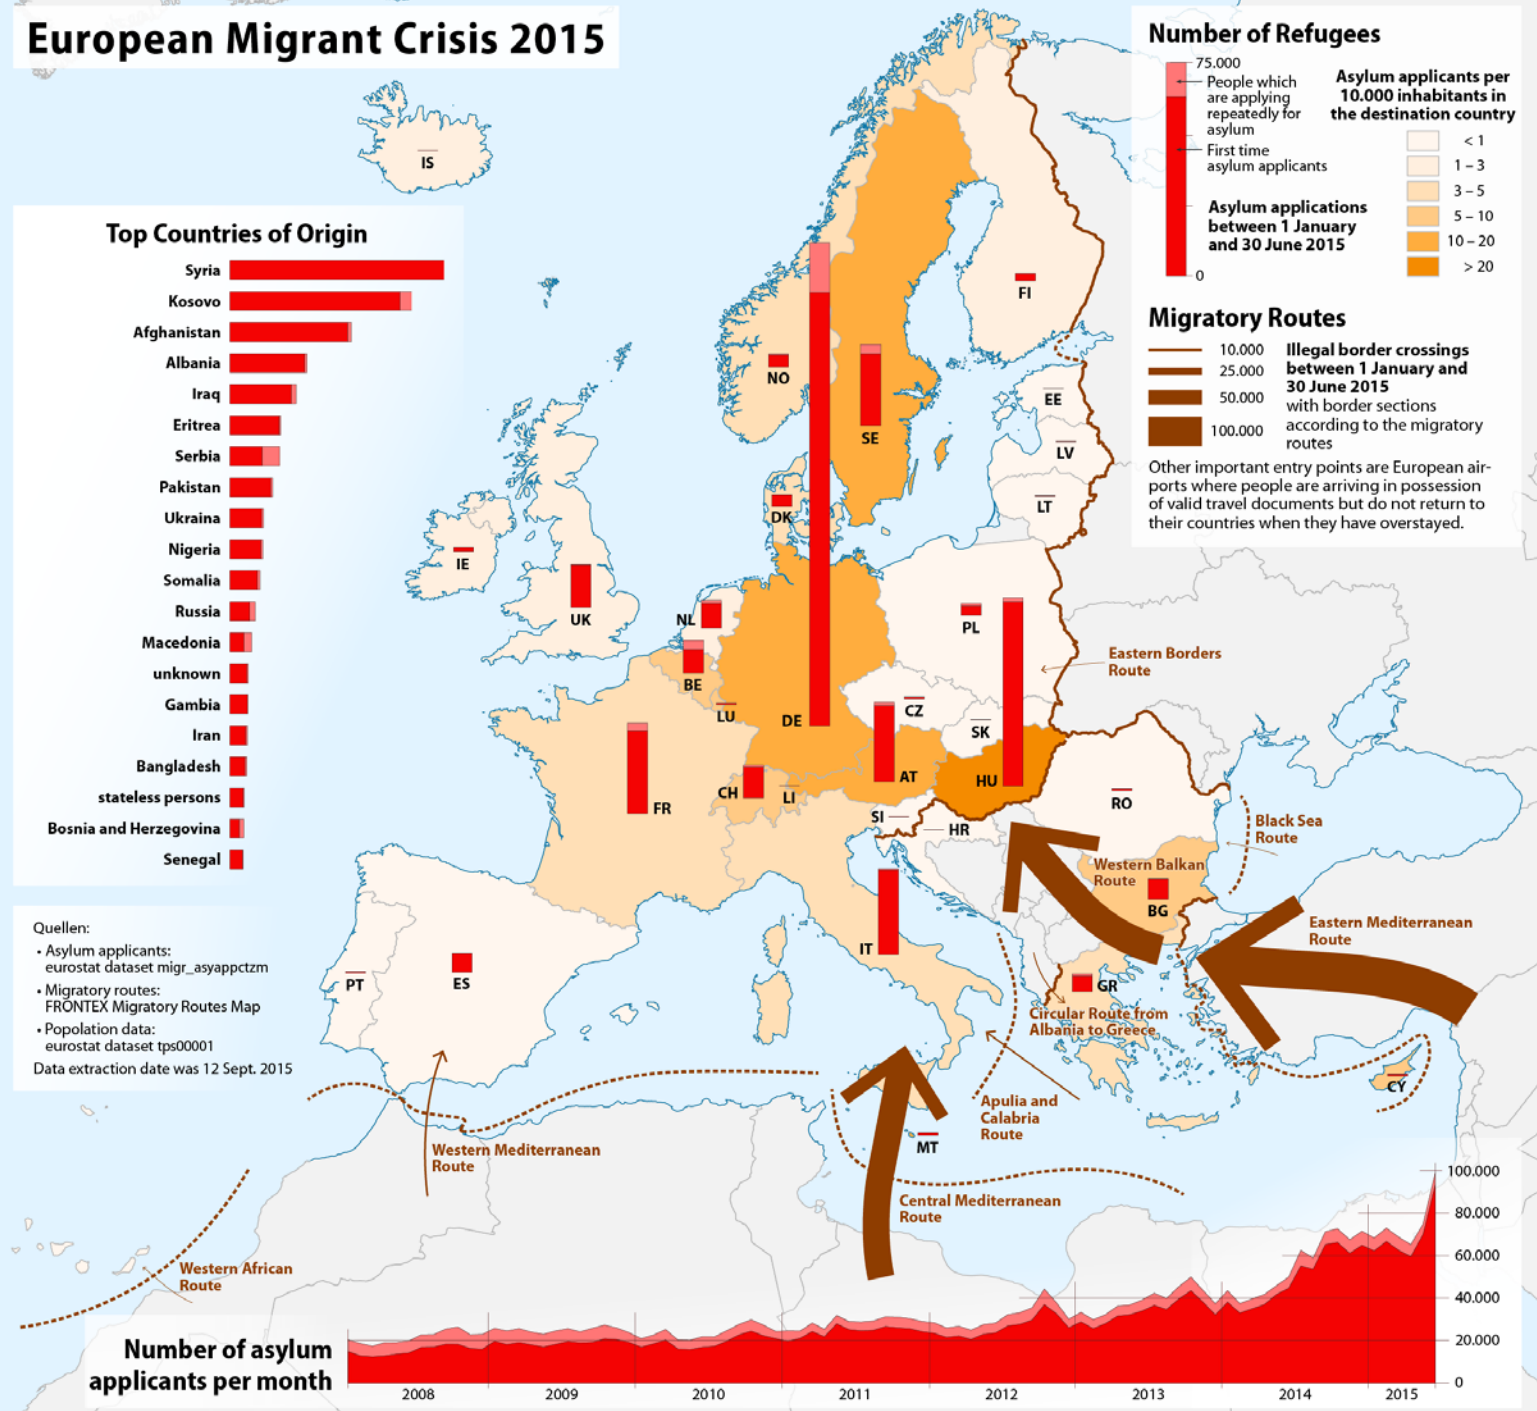 European Migrant Crisis 2015
Number of Refugees
75.000
People which
are applying
repeatedly for
asylum
First time
asylum applicants
Asylum applications
between 1 January
and 30 June 2015
0
Asylum applicants per
10.000 inhabitants in
the destination country
< 1
1 – 3
3 – 5
5 – 10
10 – 20
> 20
Migratory Routes
10.000
25.000
50.000
100.000
Illegal border crossings
between 1 January and
30 June 2015
with border sections
according to the migratory
routes
Other important entry points are European air-
ports where people are arriving in possession
of valid travel documents but do not return to
their countries when they have overstayed.
Top Countries of Origin
Syria
Kosovo
Afghanistan
Albania
Iraq
Eritrea
Serbia
Pakistan
Ukraina
Nigeria
Somalia
Russia
Macedonia
unknown
Gambia
Iran
Bangladesh
stateless persons
Bosnia and Herzegovina
Senegal
Quellen:
• Asylum applicants:
eurostat dataset migr_asyappctzm
• Migratory routes:
FRONTEX Migratory Routes Map
• Popolation data:
eurostat dataset tps00001
Data extraction date was 12 Sept. 2015
IS
FI
NO
SE
EE
LV
LT
DK
IE
UK
NL
BE
LU
DE
PL
CZ
SK
AT
HU
CH
LI
FR
SI
HR
RO
BG
IT
GR
PT
ES
MT
CY
Eastern Borders
Route
Black Sea
Route
Western Balkan
Route
Eastern Mediterranean
Route
Circular Route from
Albania to Greece
Apulia and
Calabria
Route
Central Mediterranean
Route
Western Mediterranean
Route
Western African
Route
Number of asylum
applicants per month
100.000
80.000
60.000
40.000
20.000
0
2008
2009
2010
2011
2012
2013
2014
2015